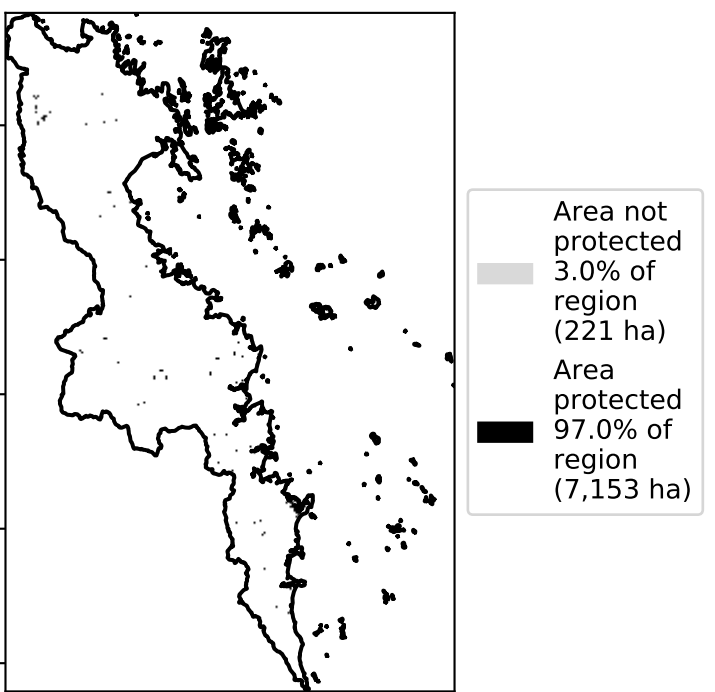 Area not
protected
3.0% of
region
(221 ha)
Area
protected
97.0% of
region
(7,153 ha)